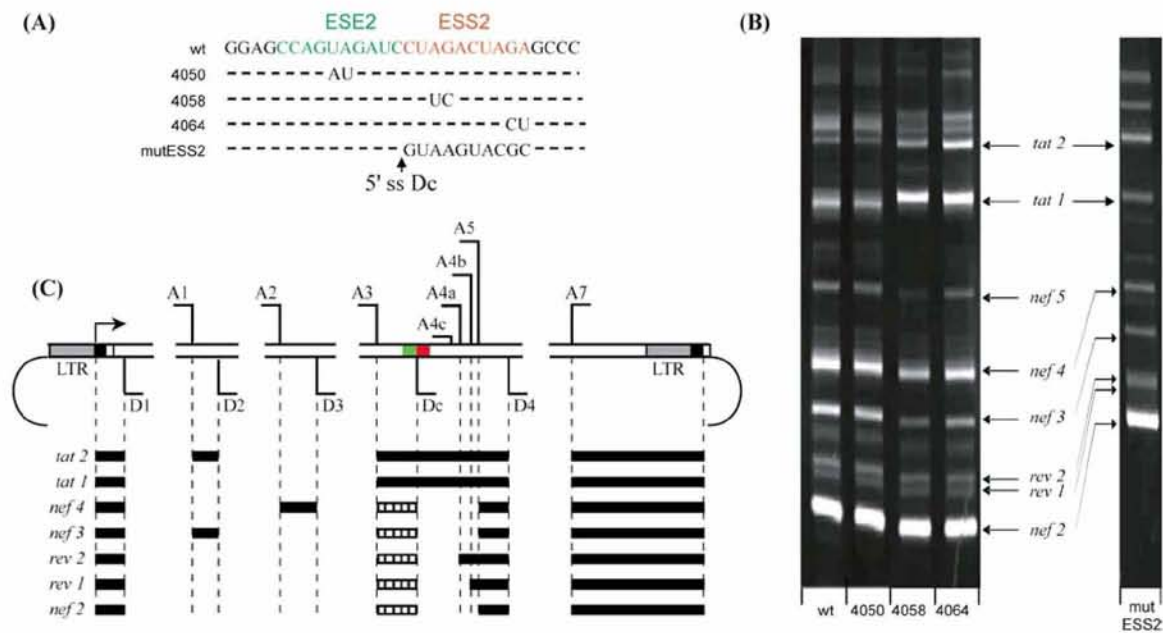 (A)
ESE2 ESS2
wt GGAGCCAGUAGAUCCUAGACUAGAGCCC
4050 AU
4058 UC
4064 CU
mutESS2 GUAAGUACGC
5' ss Dc
(B)
tat 2
tat 1
nef 5
nef 4
nef 3
rev 2
rev 1
nef 2
wt 4050 4058 4064
mut
ESS2
(C)
A1 A2 A3 A4c A4a A4b A5 A7
LTR LTR
D1 D2 D3 Dc D4
tat 2
tat 1
nef 4
nef 3
rev 2
rev 1
nef 2